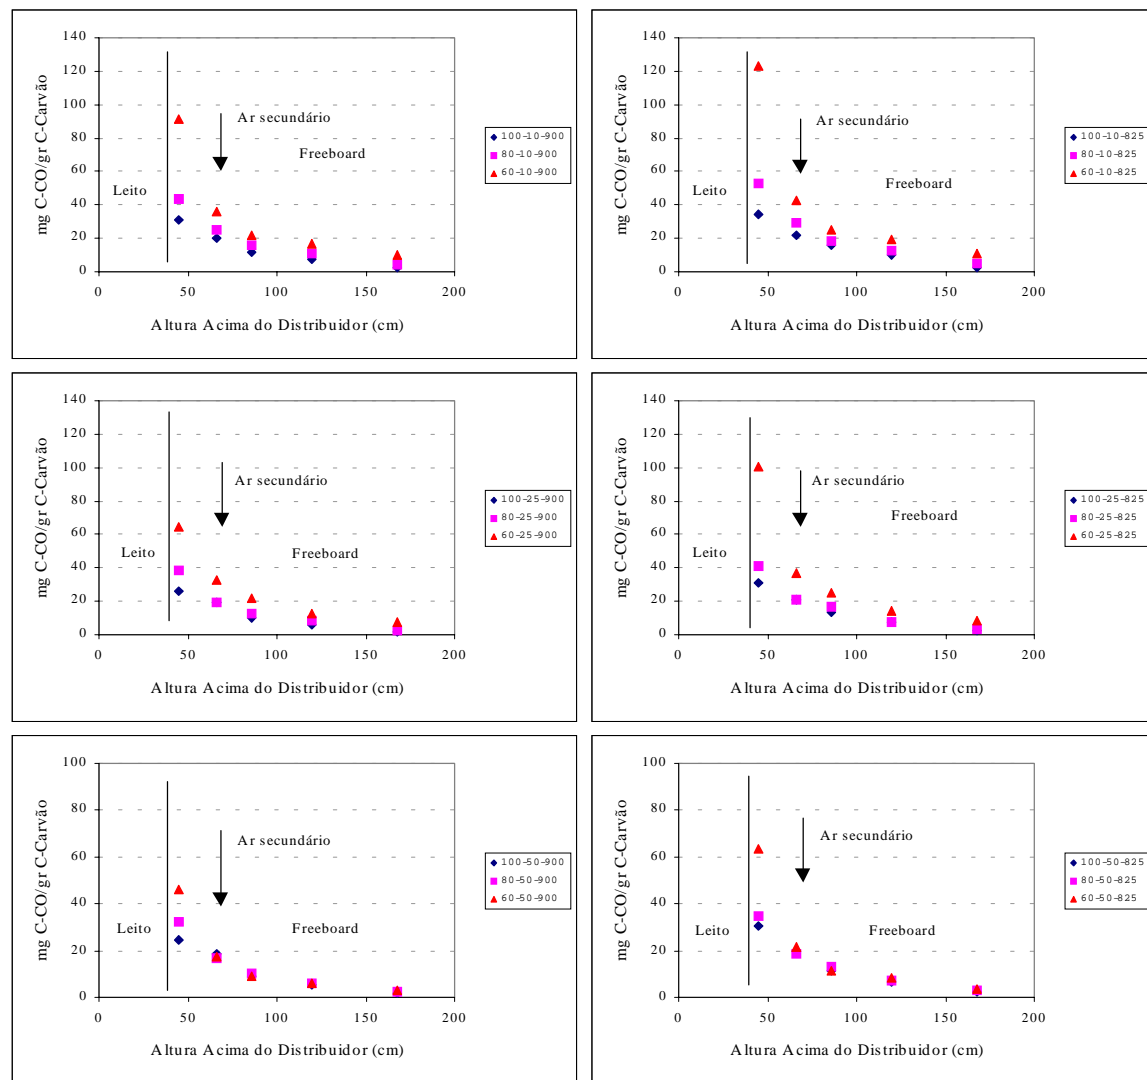 mg C-CO/gr C-Carvão
140
120
100
80
60
40
20
0
Ar secundário
Freeboard
Leito
0 50 100 150 200
Altura Acima do Distribuidor (cm)
100-10-900
80-10-900
60-10-900
mg C-CO/gr C-Carvão
140
120
100
80
60
40
20
0
Ar secundário
Leito
Freeboard
0 50 100 150 200
Altura Acima do Distribuidor (cm)
100-10-825
80-10-825
60-10-825
mg C-CO/gr C-Carvão
140
120
100
80
60
40
20
0
Ar secundário
Leito
Freeboard
0 50 100 150 200
Altura Acima do Distribuidor (cm)
100-25-900
80-25-900
60-25-900
mg C-CO/gr C-Carvão
140
120
100
80
60
40
20
0
Ar secundário
Freeboard
Leito
0 50 100 150 200
Altura Acima do Distribuidor (cm)
100-25-825
80-25-825
60-25-825
mg C-CO/gr C-Carvão
100
80
60
40
20
0
Ar secundário
Leito
Freeboard
0 50 100 150 200
Altura Acima do Distribuidor (cm)
100-50-900
80-50-900
60-50-900
mg C-CO/gr C-Carvão
100
80
60
40
20
0
Ar secundário
Leito
Freeboard
0 50 100 150 200
Altura Acima do Distribuidor (cm)
100-50-825
80-50-825
60-50-825